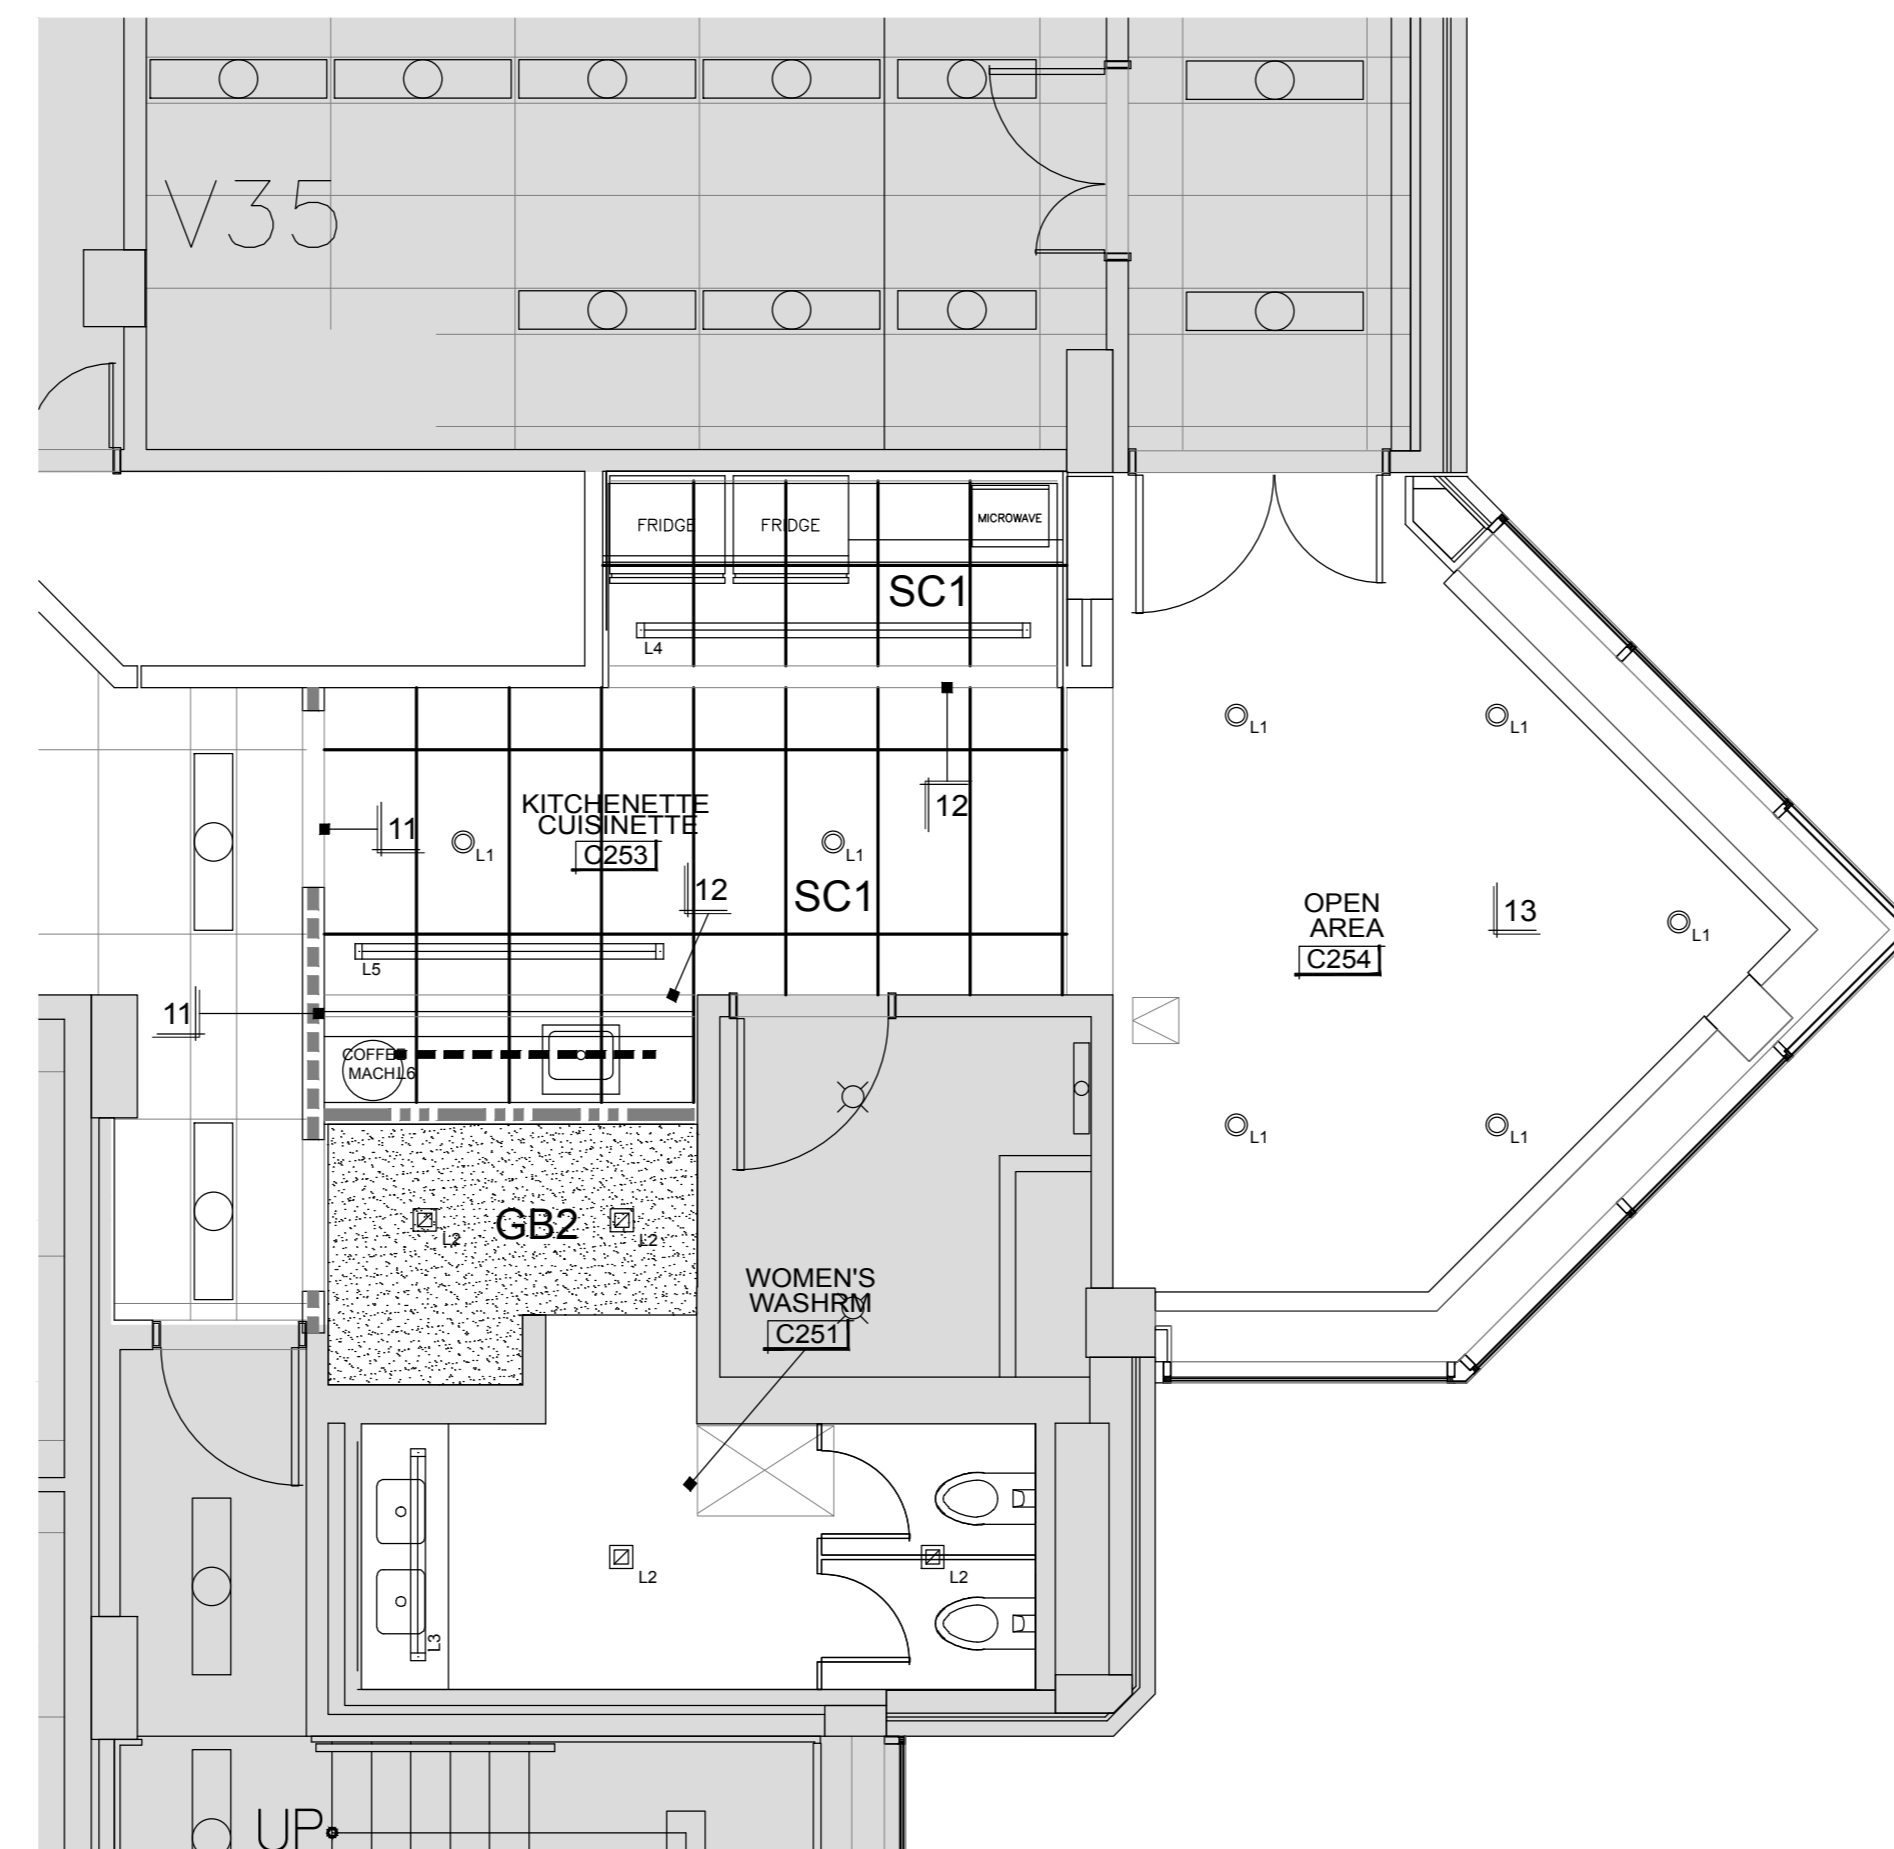 V35
FRIDGE
FRIDGE
MICROWAVE
SC1
L4
L1
L1
KITCHENETTE
CUISINETTE
C253
11
12
L1
L1
12
SC1
OPEN
AREA
C254
13
L1
L5
11
COFFEE
MACH.
L6
L1
L1
GB2
L2
L2
WOMEN'S
WASHRM
C251
L2
L2
L3
UP